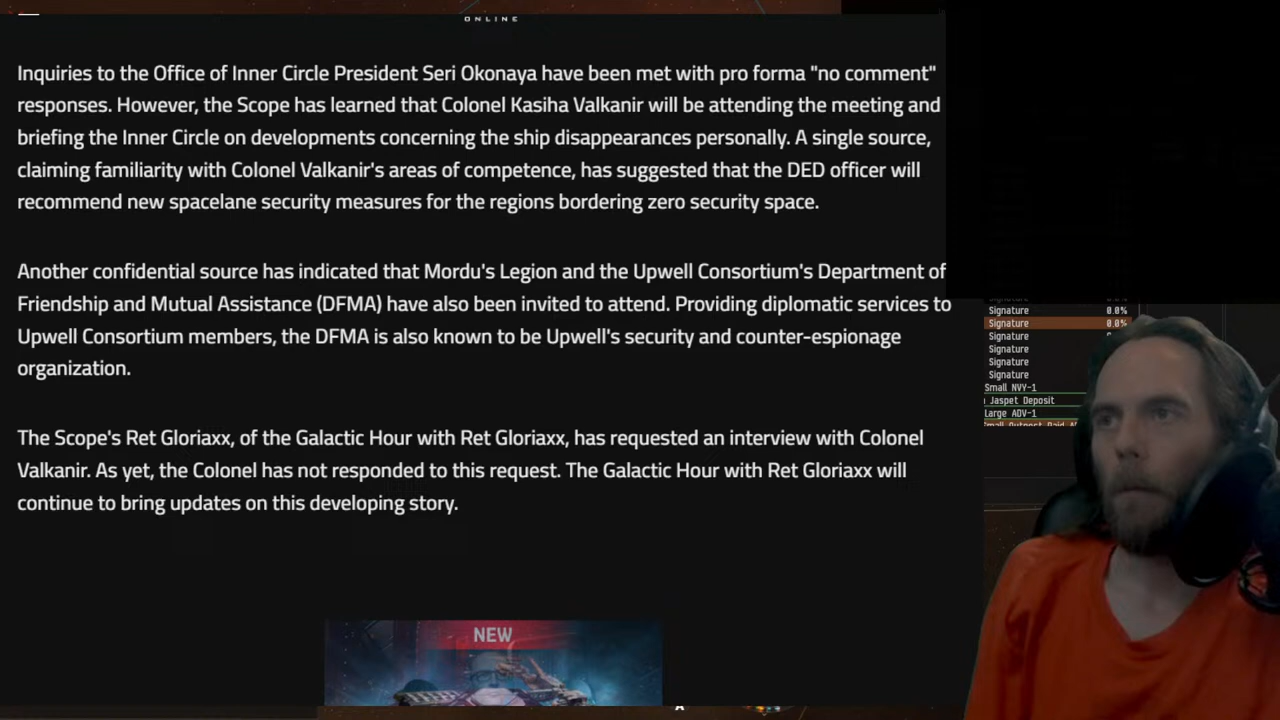 ONLINE
Inquiries to the Office of Inner Circle President Seri Okonaya have been met with pro forma "no comment"
responses. However, the Scope has learned that Colonel Kasiha Valkanir will be attending the meeting and
briefing the Inner Circle on developments concerning the ship disappearances personally. A single source,
claiming familiarity with Colonel Valkanir's areas of competence, has suggested that the DED officer will
recommend new spacelane security measures for the regions bordering zero security space.
Another confidential source has indicated that Mordu's Legion and the Upwell Consortium's Department of
Friendship and Mutual Assistance (DFMA) have also been invited to attend. Providing diplomatic services to
Upwell Consortium members, the DFMA is also known to be Upwell's security and counter-espionage
organization.
The Scope's Ret Gloriaxx, of the Galactic Hour with Ret Gloriaxx, has requested an interview with Colonel
Valkanir. As yet, the Colonel has not responded to this request. The Galactic Hour with Ret Gloriaxx will
continue to bring updates on this developing story.
NEW
Signature 0.0%
Signature 0.0%
Signature
Signature
Signature
Signature
Small NVY-1
Jaspet Deposit
Large ADV-1
Small Outpost Raid